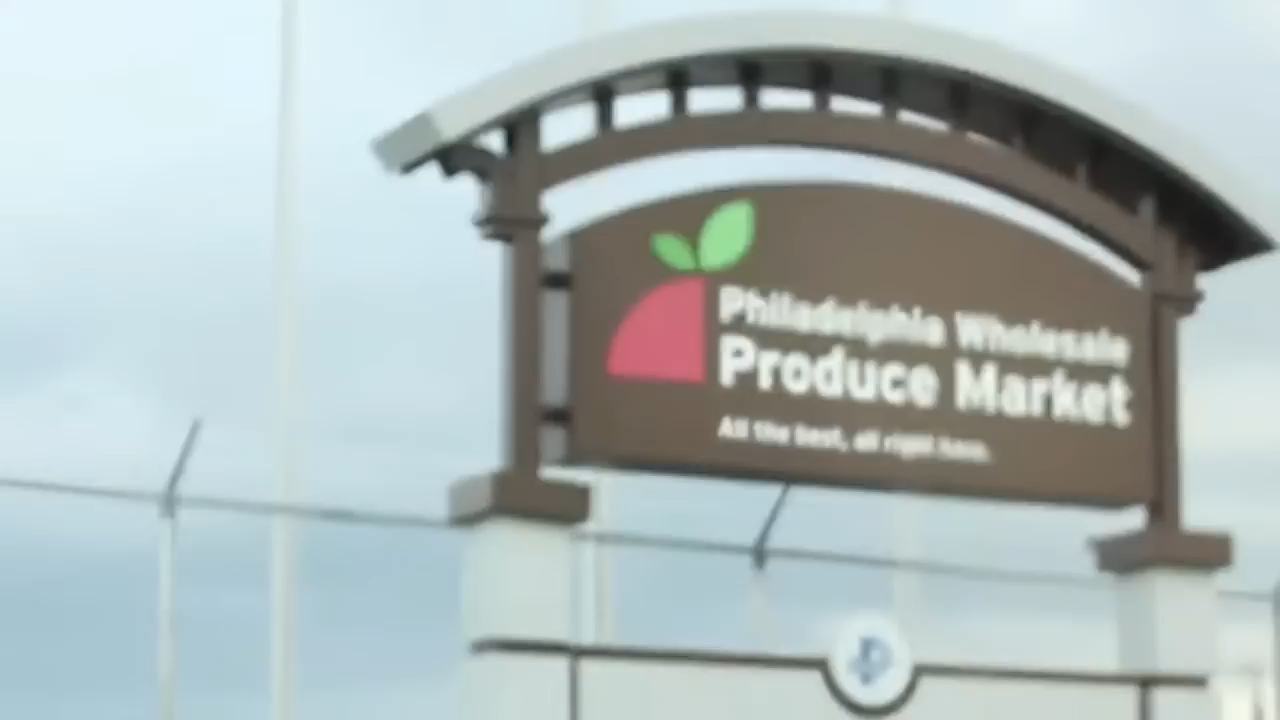 Philadelphia Wholesale
Produce Market
All the best, all right here.